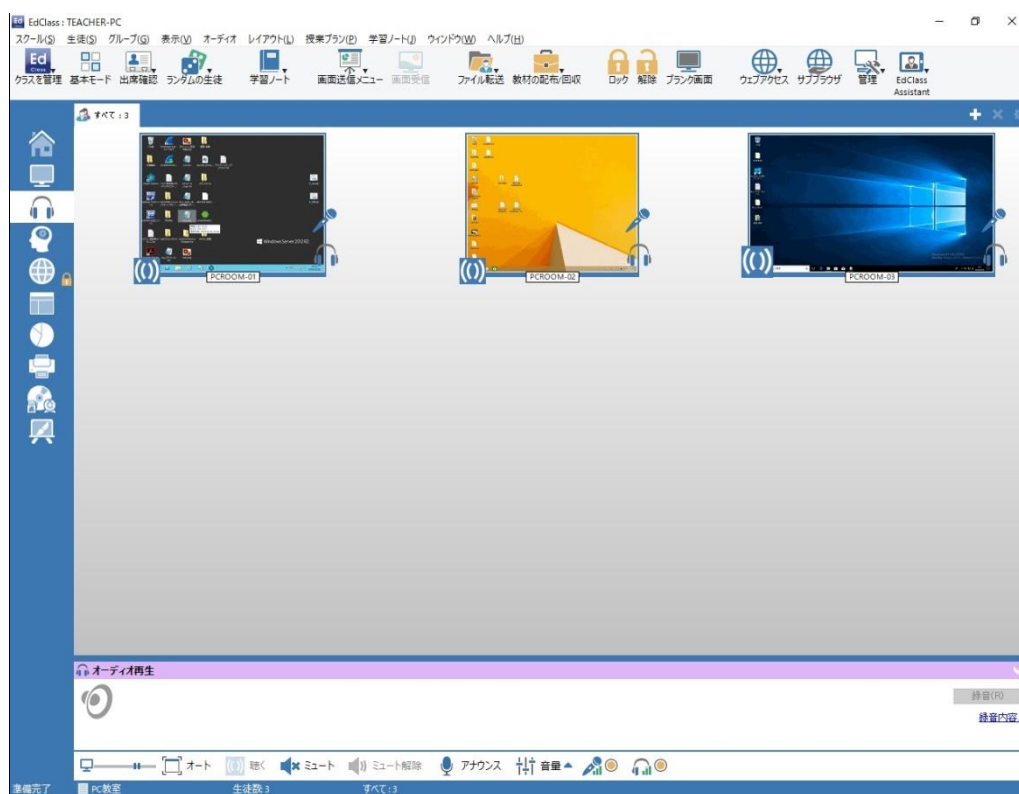 EdClass : TEACHER-PC
スクール(S) 生徒(S) グループ(G) 表示(V) オーディオ レイアウト(L) 授業プラン(P) 学習ノート(J) ウインドウ(W) ヘルプ(H)
Ed
Class
クラスを管理 基本モード 出席確認 ランダムの生徒 学習ノート 画面送信メニュー 画面受信 ファイル転送 教材の配布/回収 ロック 解除 ブランク画面 ウェブアクセス サブブラウザ 管理 EdClass
Assistant
すべて : 3
Windows Server 2012 R2
PCROOM-01 PCROOM-02 PCROOM-03
オーディオ再生
録音(R)
録音内容
オート 聴く ミュート ミュート解除 アナウンス 音量
準備完了 PC教室 生徒数: 3 すべて : 3